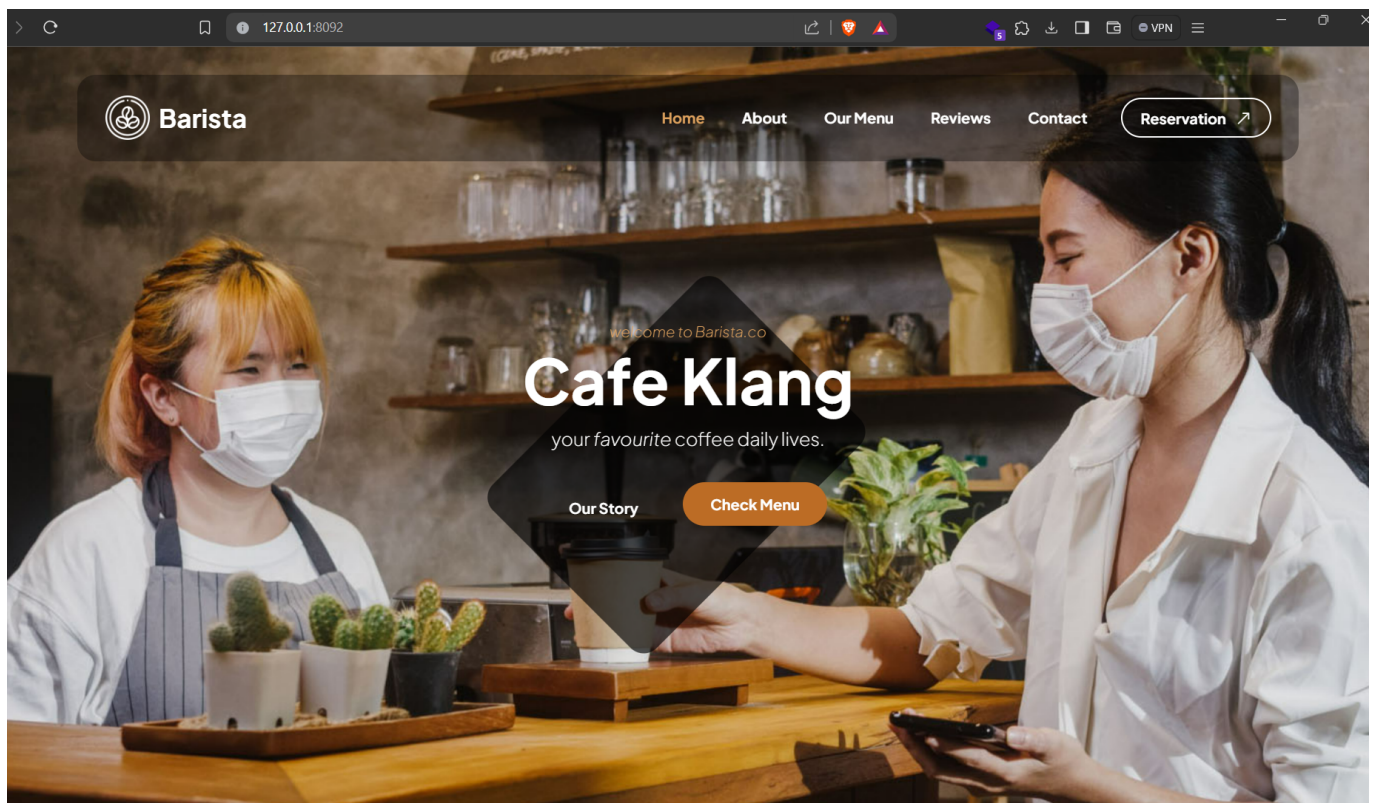 127.0.0.1:8092
5
VPN
Barista
Home About Our Menu Reviews Contact Reservation
welcome to Barista.co
Cafe Klang
your favourite coffee daily lives.
Our Story Check Menu